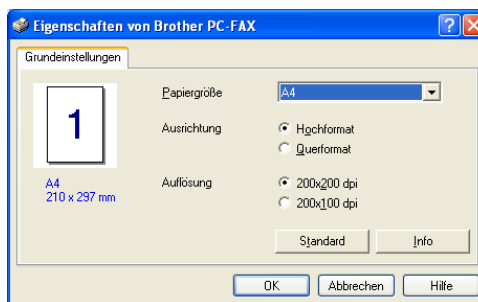 Eigenschaften von Brother PC-FAX
Grundeinstellungen
1
A4
210 x 297 mm
Papiergröße
A4
Ausrichtung
Hochformat
Querformat
Auflösung
200x200 dpi
200x100 dpi
Standard
Info
OK
Abbrechen
Hilfe